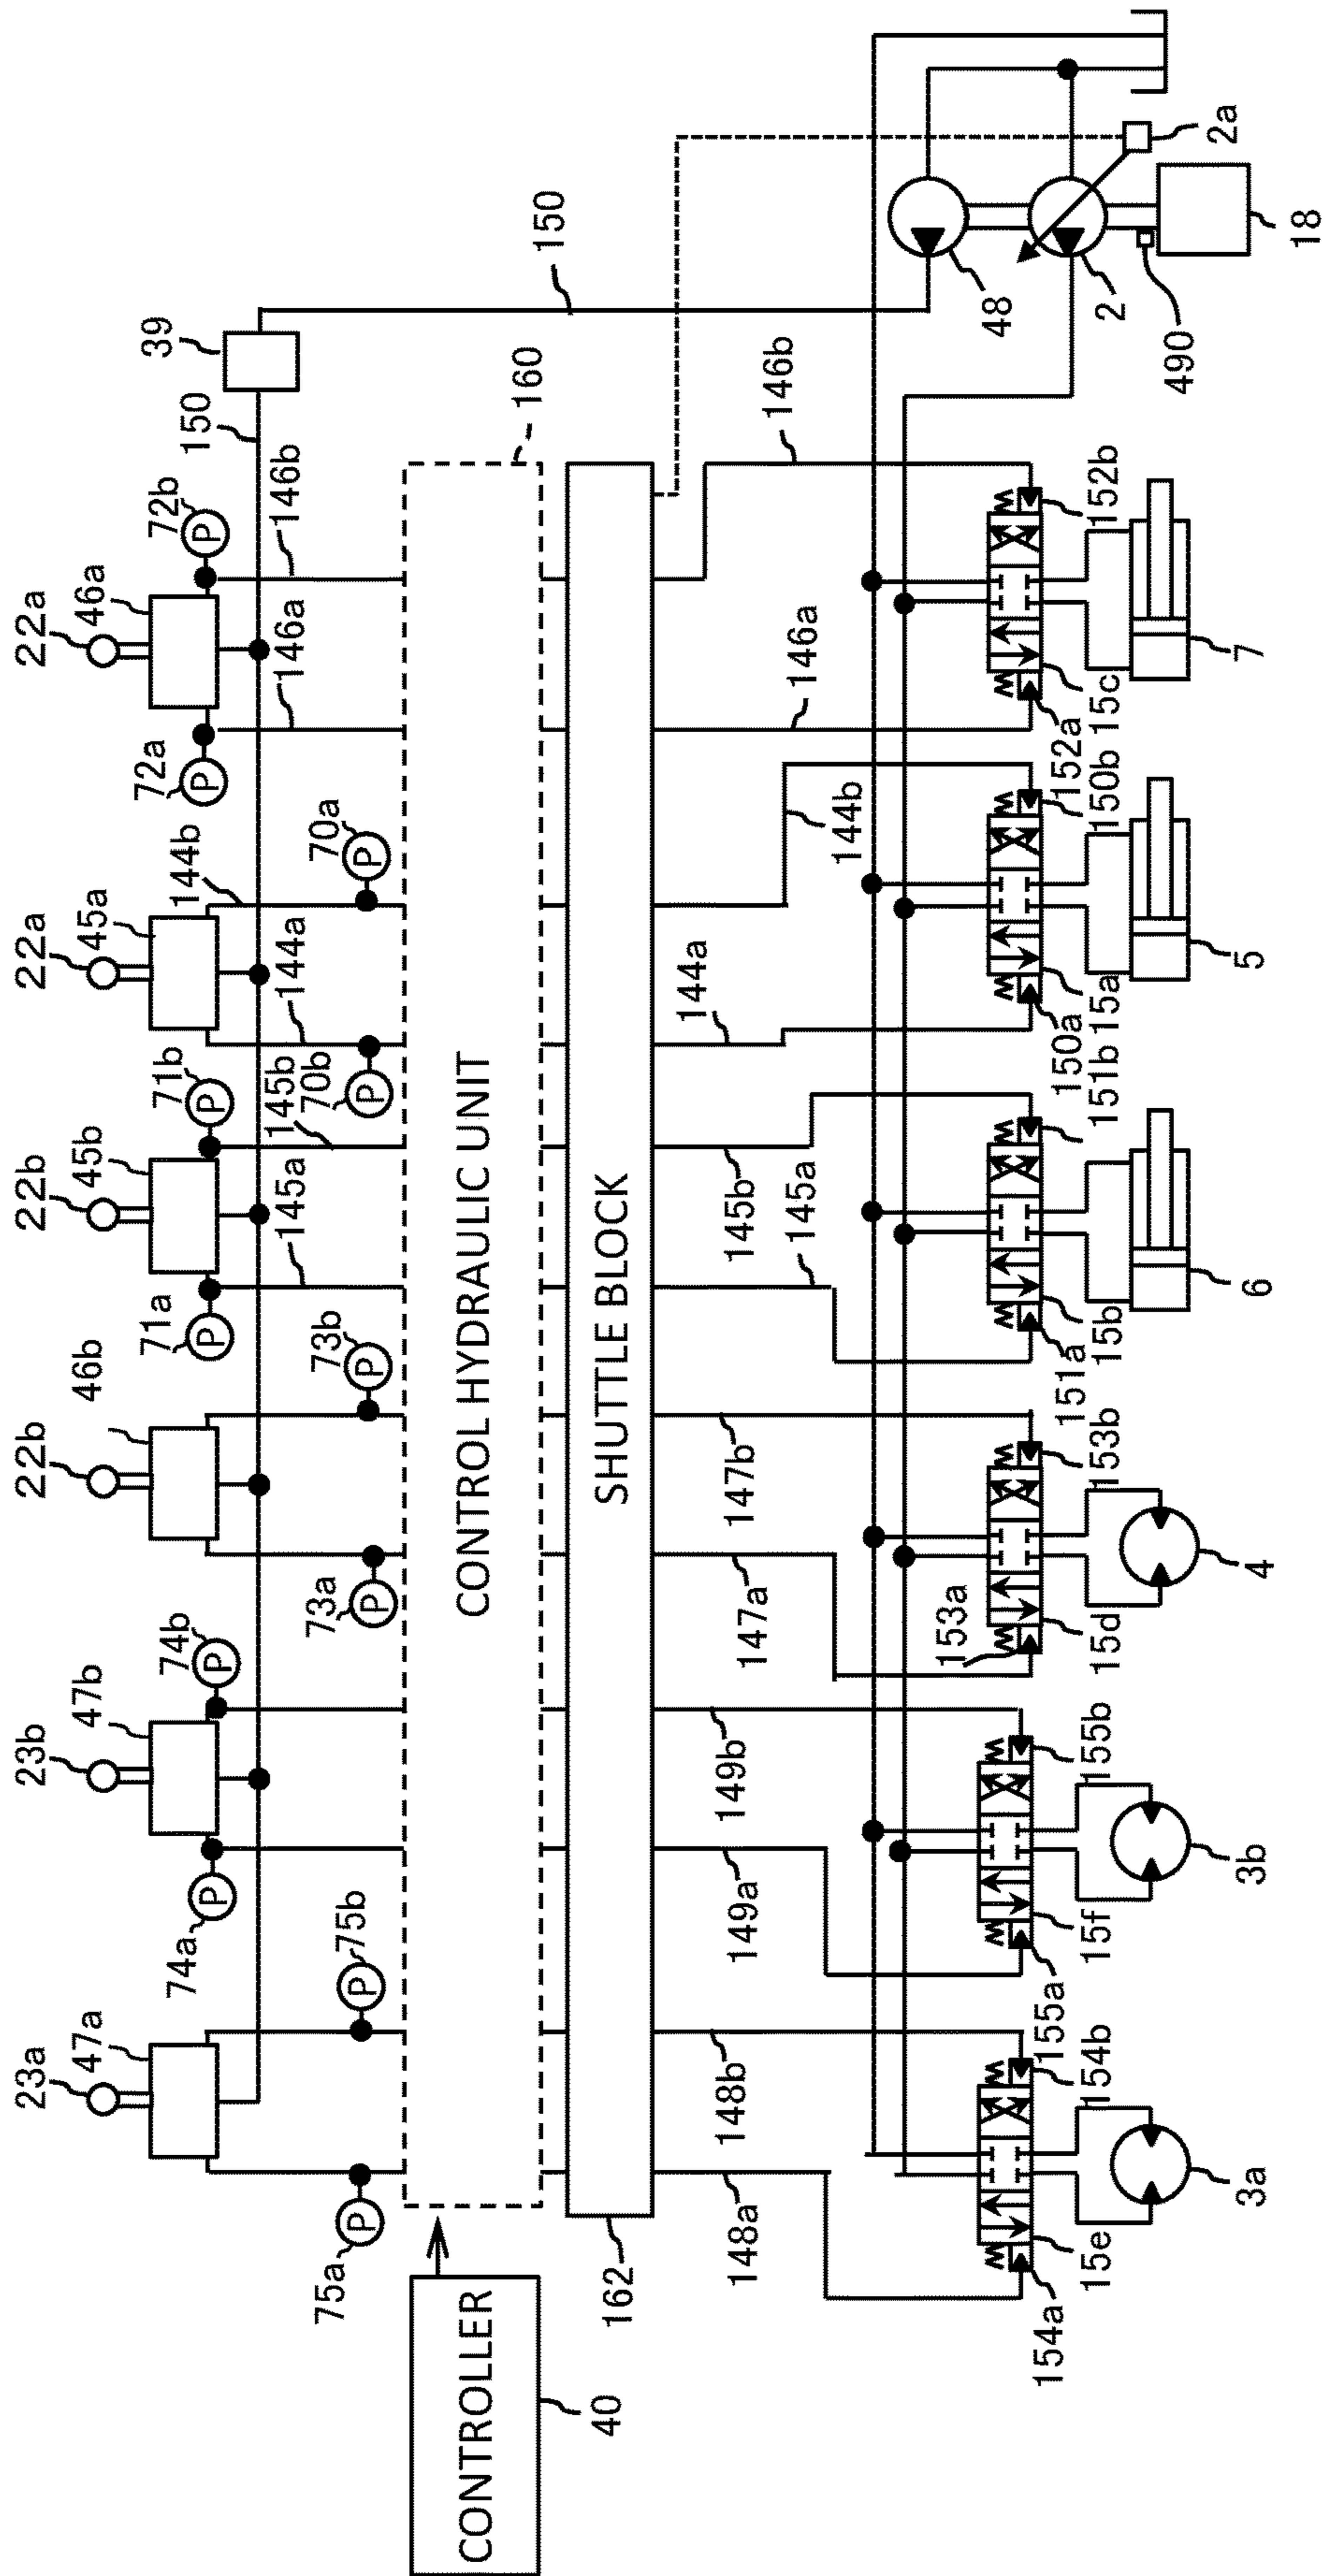 23a
47a
23b
47b
22b
46b
22b
45b
22a
45a
22a
46a
39
75a
P
P
75b
74a
P
P
74b
73a
P
P
73b
71a
P
P
71b
70b
P
P
70a
72a
P
P
72b
145a
145b
144a
144b
146a
146b
150
150
CONTROLLER
40
CONTROL HYDRAULIC UNIT
160
SHUTTLE BLOCK
162
148a
148b
149a
149b
147a
147b
145a
145b
144a
144b
146a
146b
48
2
490
18
2a
154a
15e
154b
155a
15f
155b
153a
15d
153b
151a
15b
151b
150a
15a
150b
152a
15c
152b
3a
3b
4
6
5
7